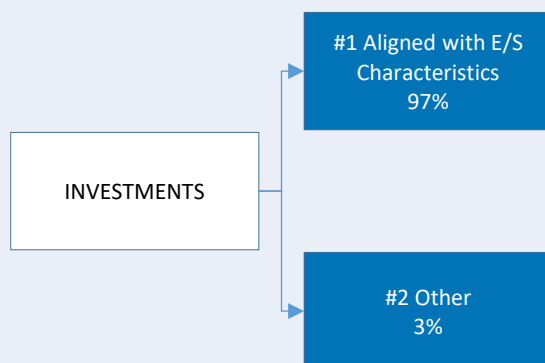 #1 Aligned with E/S
Characteristics
97%
INVESTMENTS
#2 Other
3%